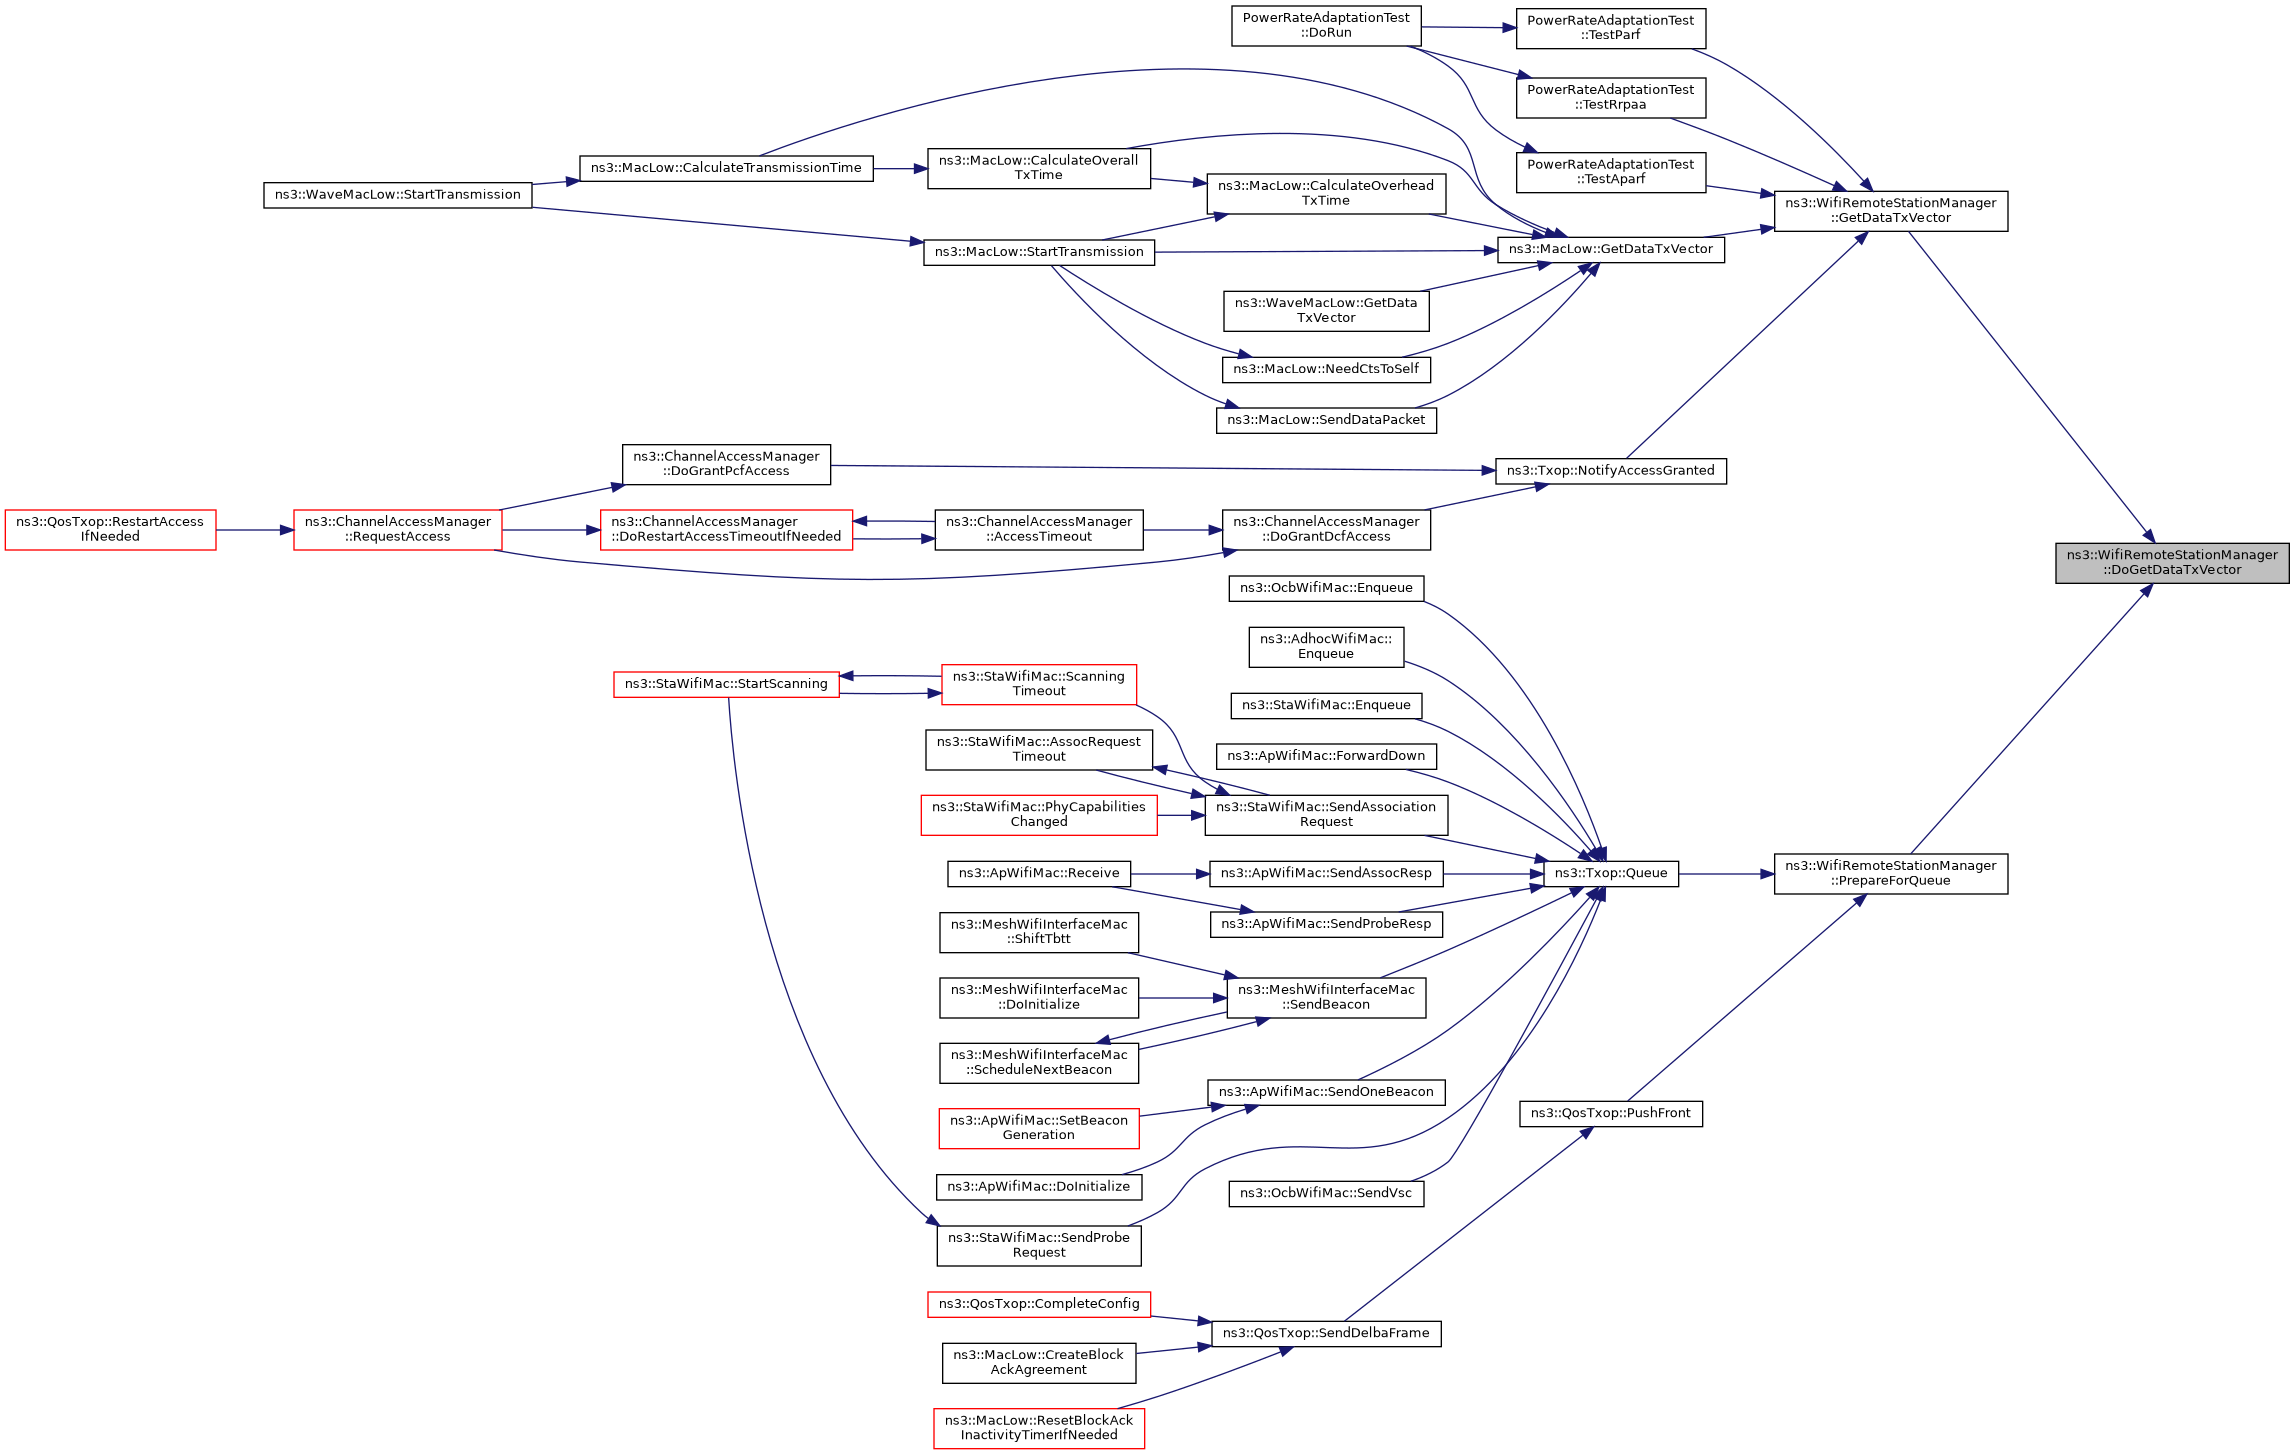 PowerRateAdaptationTest
::DoRun
PowerRateAdaptationTest
::TestParf
PowerRateAdaptationTest
::TestRrpaa
PowerRateAdaptationTest
::TestAparf
ns3::MacLow::CalculateTransmissionTime
ns3::MacLow::CalculateOverall
TxTime
ns3::WaveMacLow::StartTransmission
ns3::MacLow::CalculateOverhead
TxTime
ns3::WifiRemoteStationManager
::GetDataTxVector
ns3::MacLow::StartTransmission
ns3::MacLow::GetDataTxVector
ns3::WaveMacLow::GetData
TxVector
ns3::MacLow::NeedCtsToSelf
ns3::MacLow::SendDataPacket
ns3::ChannelAccessManager
::DoGrantPcfAccess
ns3::Txop::NotifyAccessGranted
ns3::QosTxop::RestartAccess
IfNeeded
ns3::ChannelAccessManager
::RequestAccess
ns3::ChannelAccessManager
::DoRestartAccessTimeoutIfNeeded
ns3::ChannelAccessManager
::AccessTimeout
ns3::ChannelAccessManager
::DoGrantDcfAccess
ns3::WifiRemoteStationManager
::DoGetDataTxVector
ns3::OcbWifiMac::Enqueue
ns3::AdhocWifiMac::
Enqueue
ns3::StaWifiMac::StartScanning
ns3::StaWifiMac::Scanning
Timeout
ns3::StaWifiMac::Enqueue
ns3::StaWifiMac::AssocRequest
Timeout
ns3::ApWifiMac::ForwardDown
ns3::StaWifiMac::PhyCapabilities
Changed
ns3::StaWifiMac::SendAssociation
Request
ns3::ApWifiMac::Receive
ns3::ApWifiMac::SendAssocResp
ns3::Txop::Queue
ns3::WifiRemoteStationManager
::PrepareForQueue
ns3::ApWifiMac::SendProbeResp
ns3::MeshWifiInterfaceMac
::ShiftTbtt
ns3::MeshWifiInterfaceMac
::DoInitialize
ns3::MeshWifiInterfaceMac
::SendBeacon
ns3::MeshWifiInterfaceMac
::ScheduleNextBeacon
ns3::ApWifiMac::SendOneBeacon
ns3::ApWifiMac::SetBeacon
Generation
ns3::QosTxop::PushFront
ns3::ApWifiMac::DoInitialize
ns3::OcbWifiMac::SendVsc
ns3::StaWifiMac::SendProbe
Request
ns3::QosTxop::CompleteConfig
ns3::QosTxop::SendDelbaFrame
ns3::MacLow::CreateBlock
AckAgreement
ns3::MacLow::ResetBlockAck
InactivityTimerIfNeeded